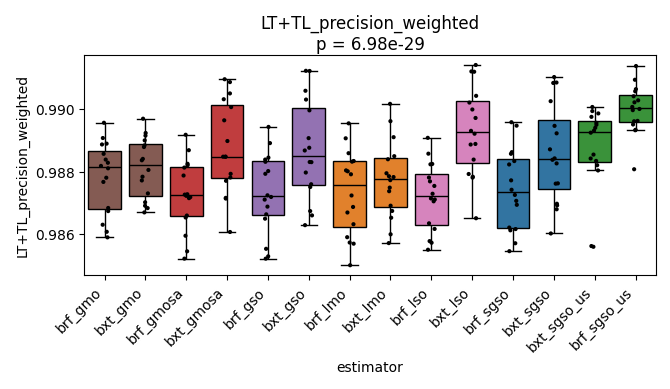 LT+TL_precision_weighted
p = 6.98e-29
LT+TL_precision_weighted
0.990
0.988
0.986
brf_gmo
bxt_gmo
brf_gmosa
bxt_gmosa
brf_gso
bxt_gso
brf_lmo
bxt_lmo
brf_lso
bxt_lso
brf_sgso
bxt_sgso
bxt_sgso_us
brf_sgso_us
estimator